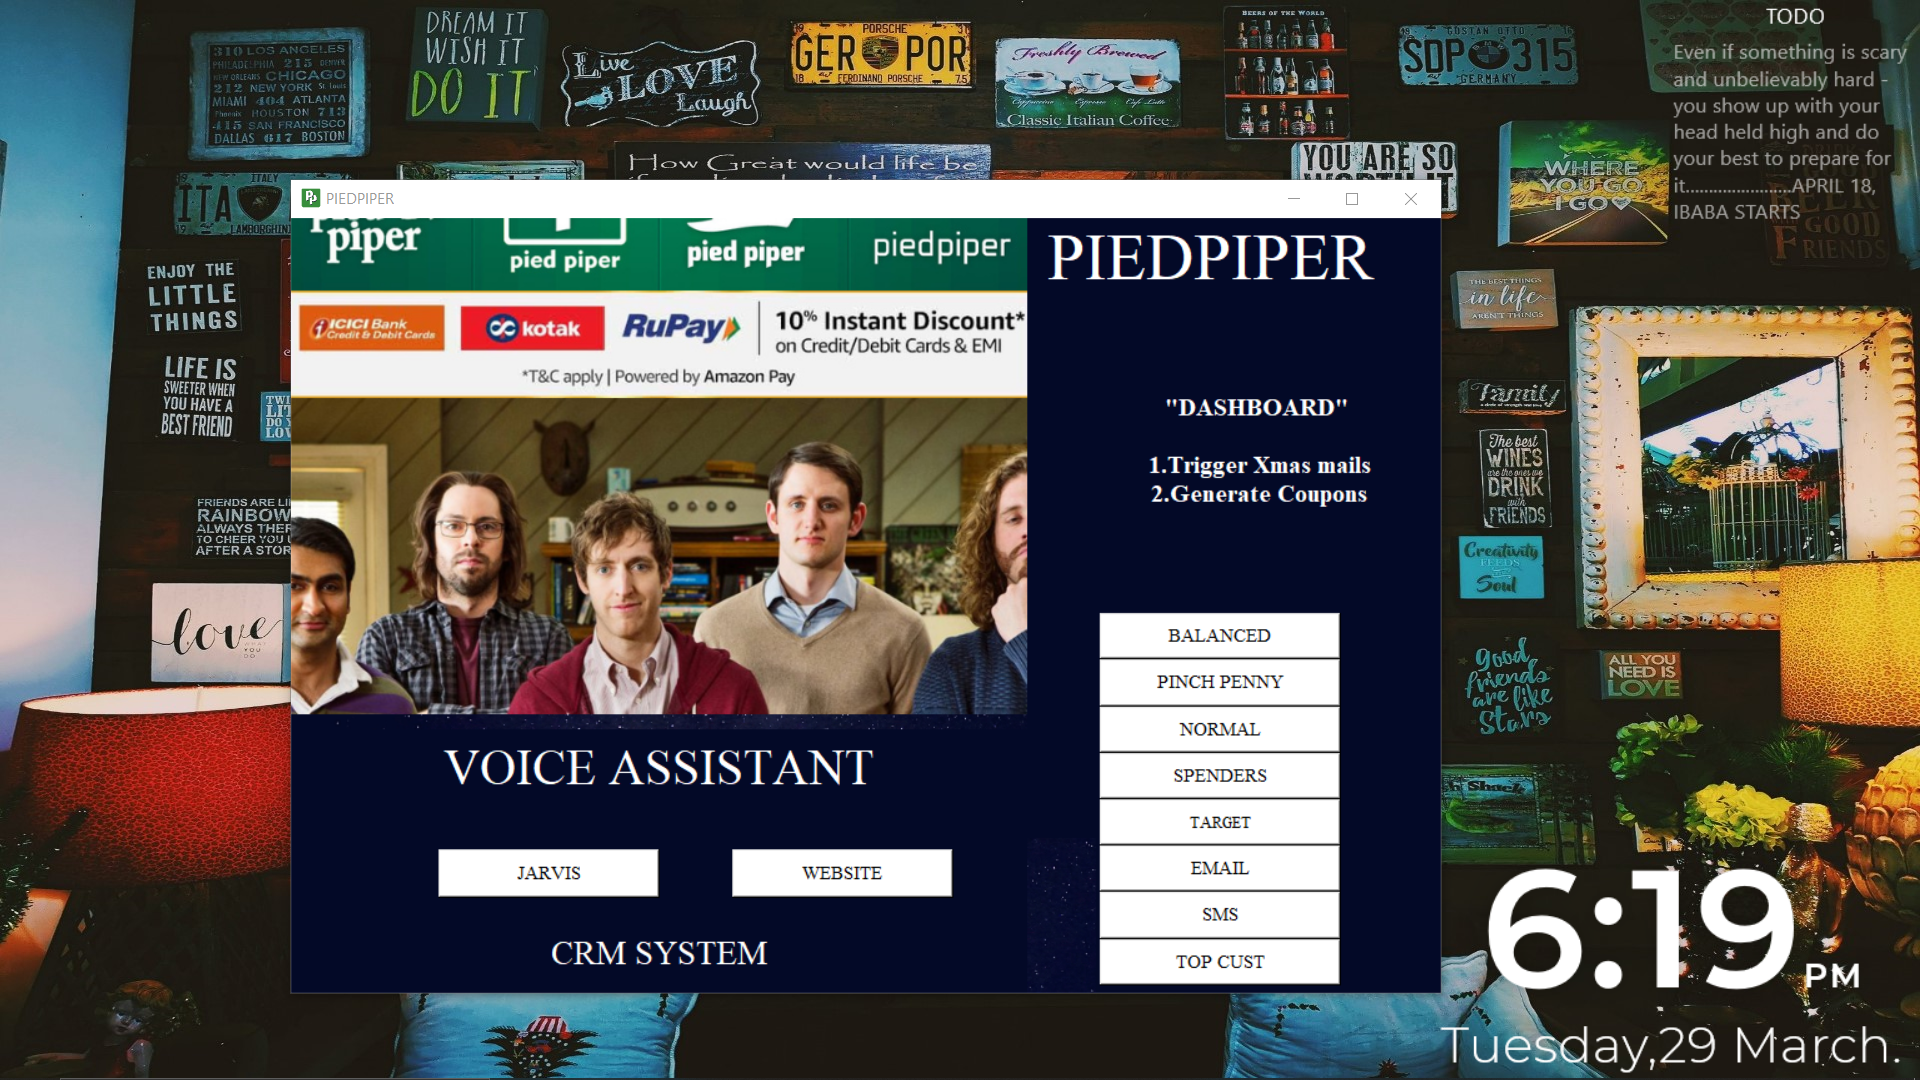 310 LOS ANGELES
PHILADELPHIA 215 DENVER
NEW ORLEANS CHICAGO
212 NEW YORK St Louis
MIAMI 404 ATLANTA
Phoenix HOUSTON 713
415 SAN FRANCISCO
DALLAS 617 BOSTON
DREAM IT
WISH IT
DO IT
Live
LOVE
Laugh
PORSCHE
GER POR
FERDINAND PORSCHE
Freshly Brewed
Cappuccino Espresso Cafe Latte
Classic Italian Coffee
BEERS OF THE WORLD
SDP 315
GERMANY
TODO
Even if something is scary
and unbelievably hard -
you show up with your
head held high and do
your best to prepare for
it.......................APRIL 18,
IBABA STARTS
How Great would life be
YOU ARE SO
WHERE
YOU GO
I GO
BEER
GOOD
FRIENDS
ITALY
ITA
LAMBORGHINI
PIEDPIPER
piper
pied piper
pied piper
piedpiper
PIEDPIPER
ICICI Bank
Credit & Debit Cards
kotak
RuPay
10% Instant Discount*
on Credit/Debit Cards & EMI
*T&C apply | Powered by Amazon Pay
"DASHBOARD"
1.Trigger Xmas mails
2.Generate Coupons
BALANCED
PINCH PENNY
NORMAL
SPENDERS
TARGET
EMAIL
SMS
TOP CUST
VOICE ASSISTANT
JARVIS
WEBSITE
CRM SYSTEM
ENJOY THE
LITTLE
THINGS
LIFE IS
SWEETER WHEN
YOU HAVE A
BEST FRIEND
FRIENDS ARE LI
RAINBOW
ALWAYS THER
TO CHEER YOU
AFTER A STOR
love
WHAT
YOU
DO
THE BEST THINGS
in life
AREN'T THINGS
Family
The best
WINES
are the ones we
DRINK
with
FRIENDS
Creativity
FEEDS
Soul
Good
friends
are like
Stars
ALL YOU
NEED IS
LOVE
Shack
6:19 PM
Tuesday,29 March.